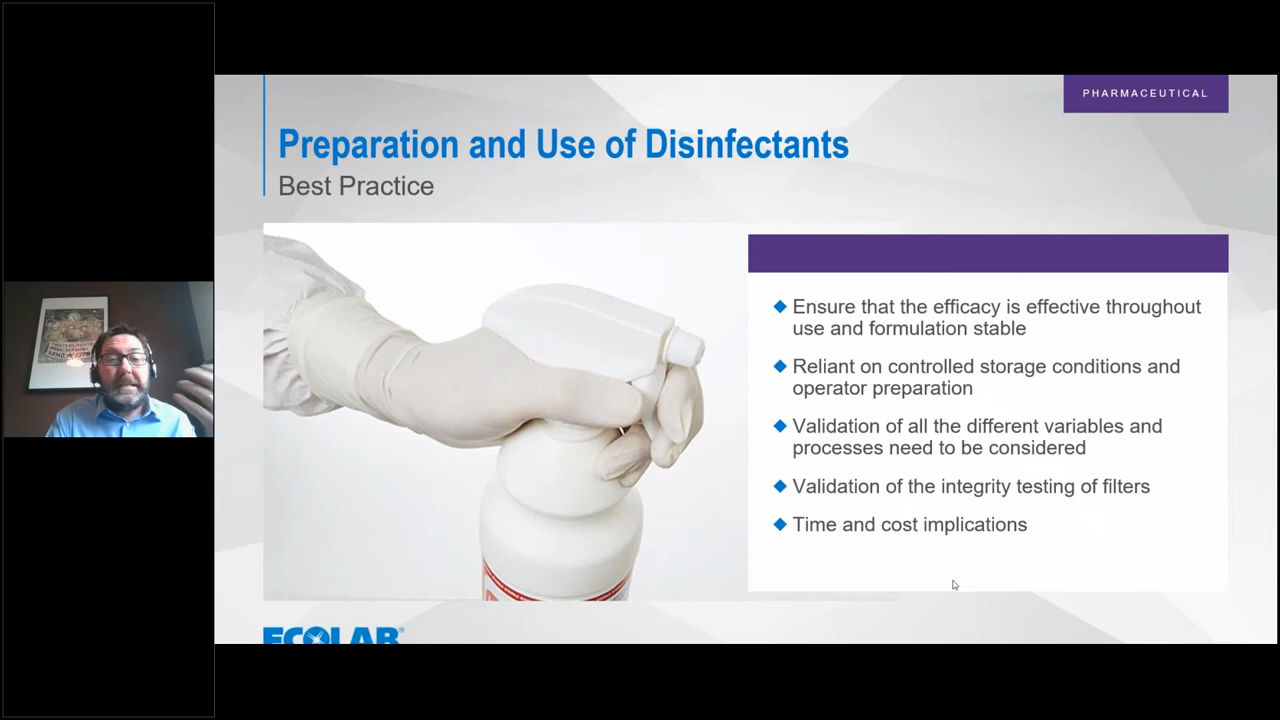 PHARMACEUTICAL
Preparation and Use of Disinfectants
Best Practice
Ensure that the efficacy is effective throughout
use and formulation stable
Reliant on controlled storage conditions and
operator preparation
Validation of all the different variables and
processes need to be considered
Validation of the integrity testing of filters
Time and cost implications
ECOLAB®